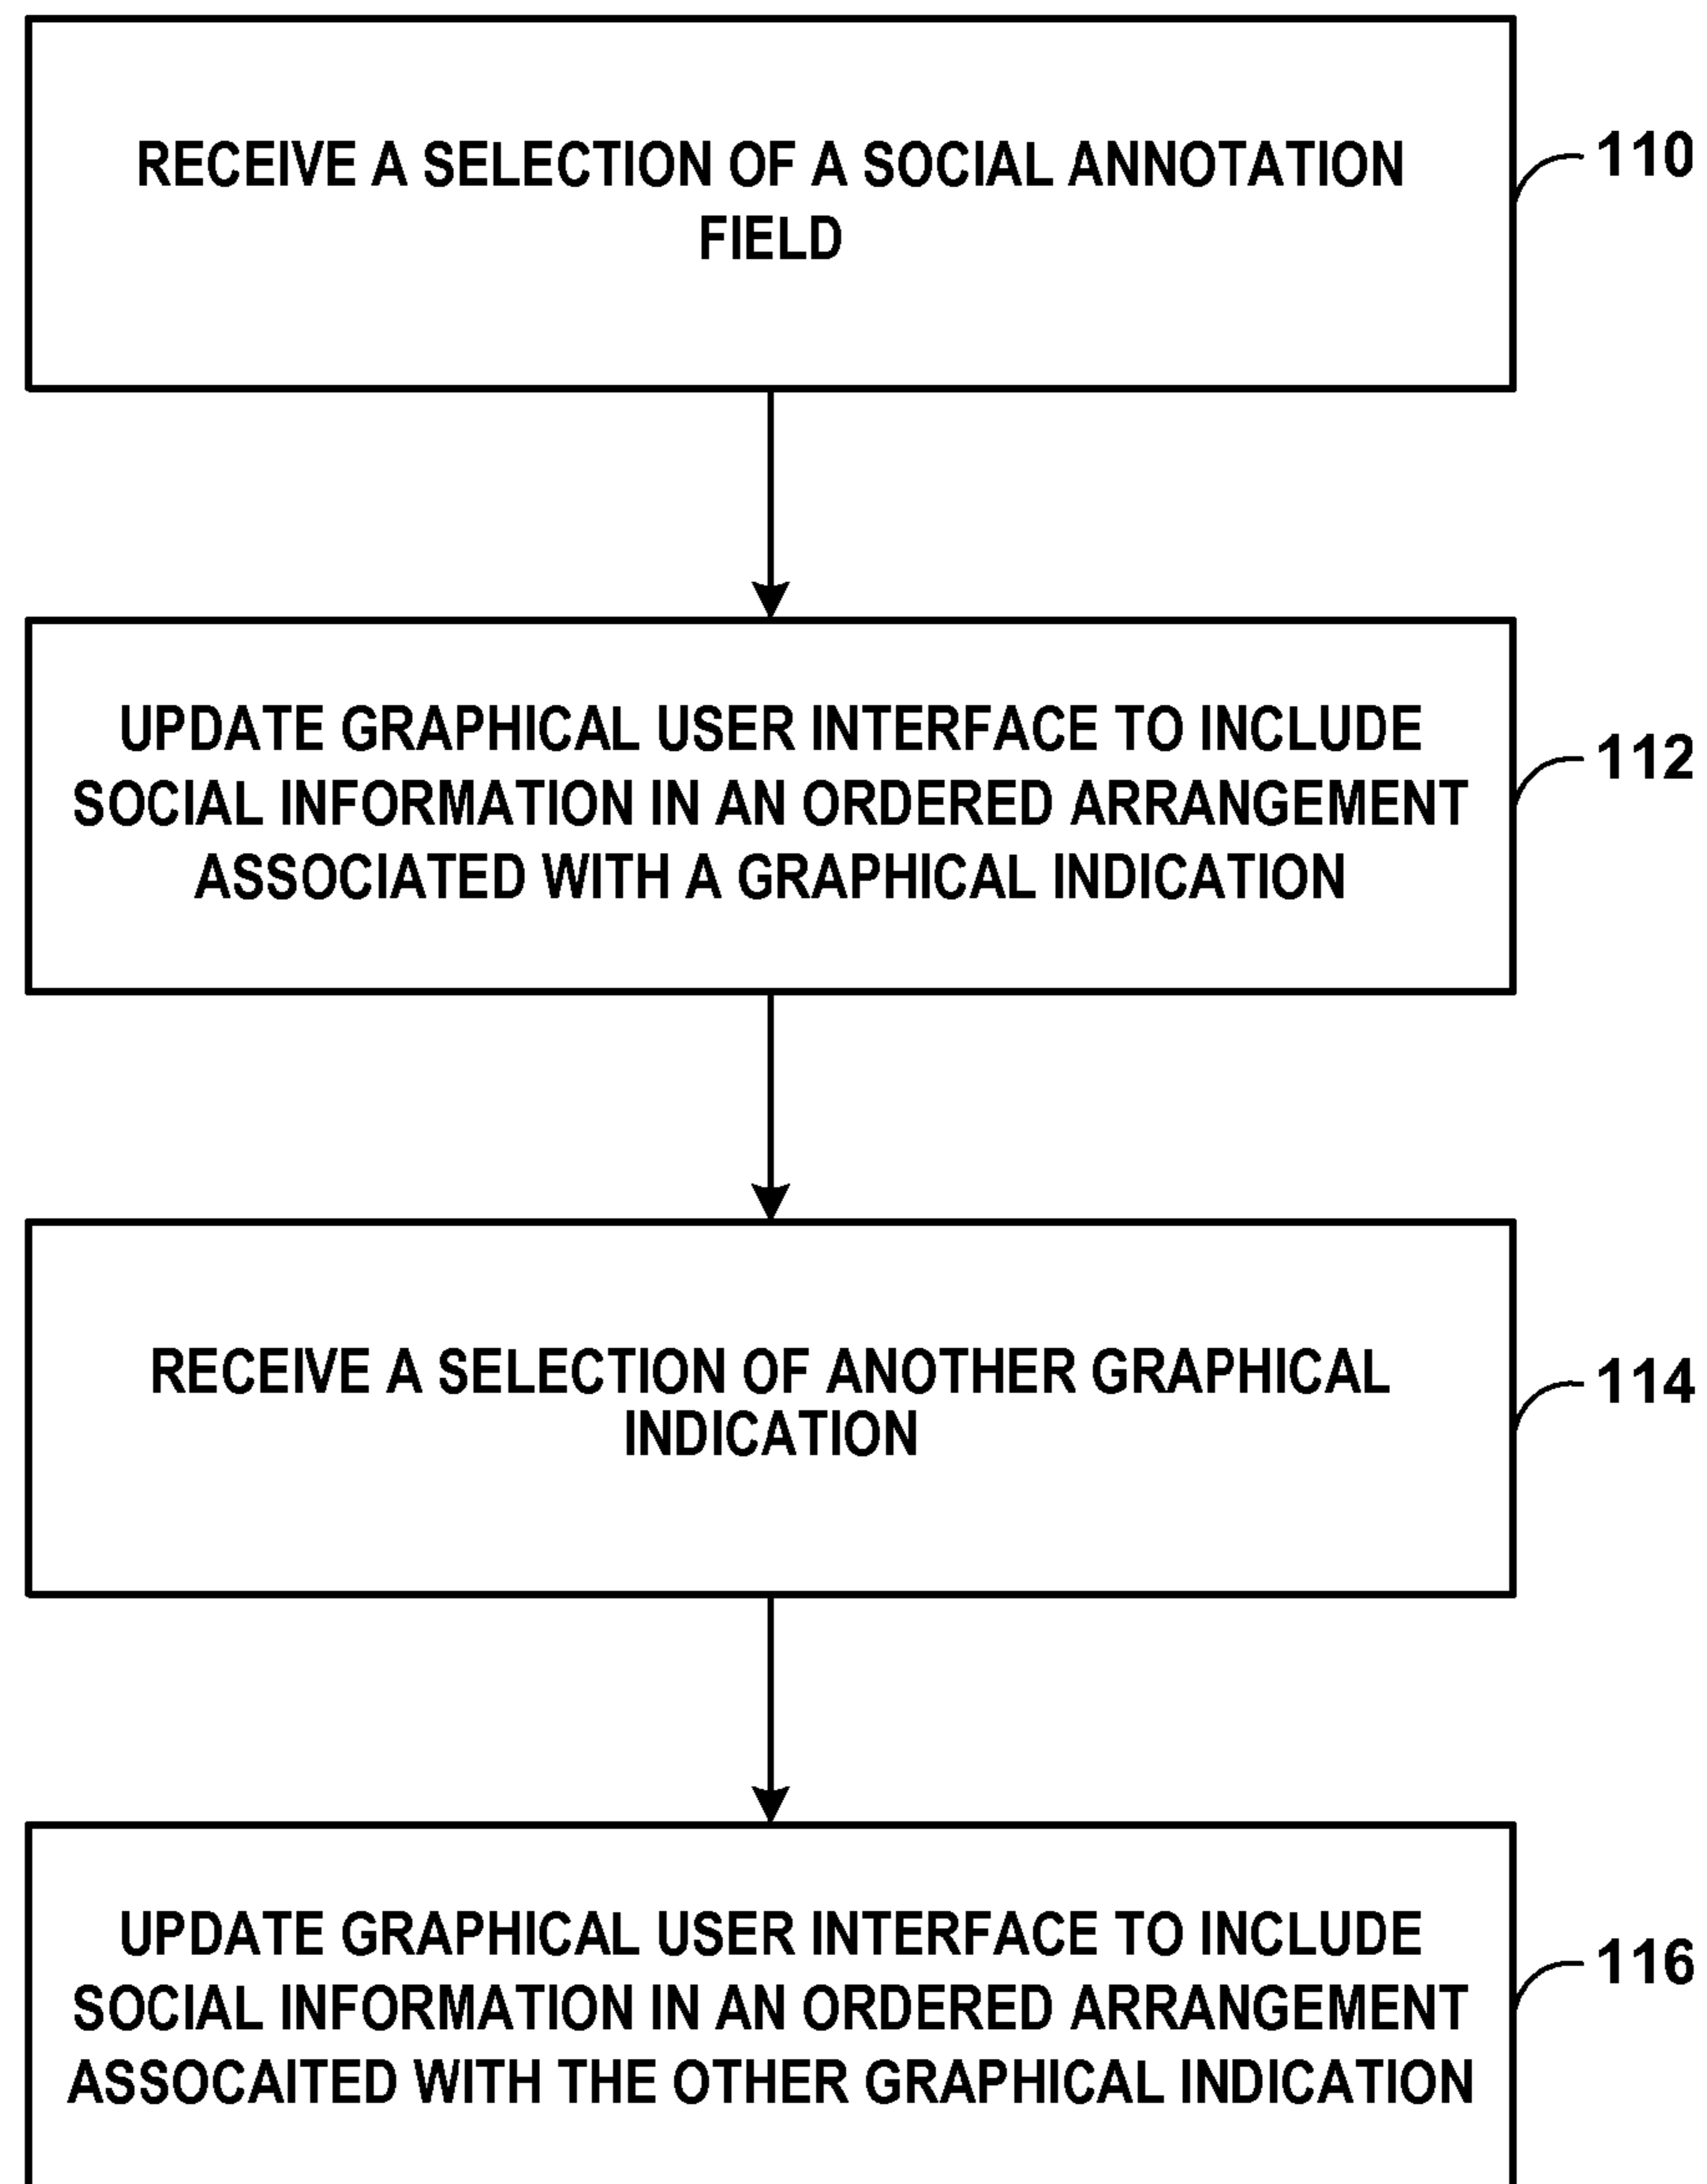 RECEIVE A SELECTION OF A SOCIAL ANNOTATION
FIELD
110
UPDATE GRAPHICAL USER INTERFACE TO INCLUDE
SOCIAL INFORMATION IN AN ORDERED ARRANGEMENT
ASSOCIATED WITH A GRAPHICAL INDICATION
112
RECEIVE A SELECTION OF ANOTHER GRAPHICAL
INDICATION
114
UPDATE GRAPHICAL USER INTERFACE TO INCLUDE
SOCIAL INFORMATION IN AN ORDERED ARRANGEMENT
ASSOCAITED WITH THE OTHER GRAPHICAL INDICATION
116